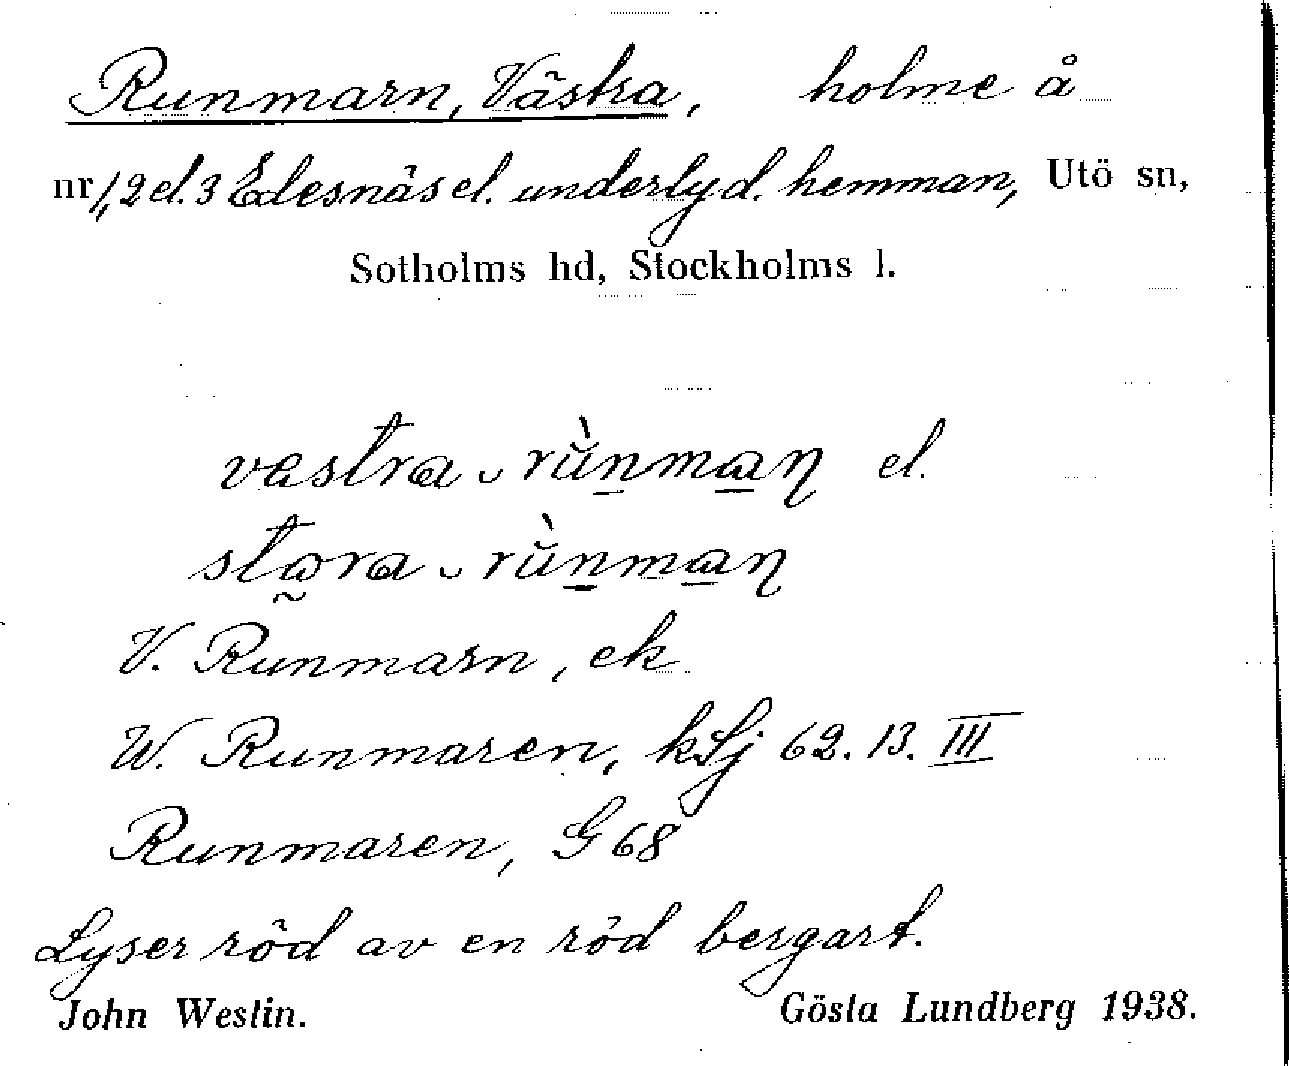 Runmarn, Västra, holme å
nr 1, 2 el. 3 Edesnäs el. underlyd. hemman, Utö sn,
Sotholms hd, Stockholms l.
västra ᵕ rùnman el.
stora ᵕ rùnman
V. Runmarn, ek
W. Runmaren, kSj 62. 13. III
Runmaren, G 68
Lyser röd av en röd bergart.
John Westin. Gösta Lundberg 1938.